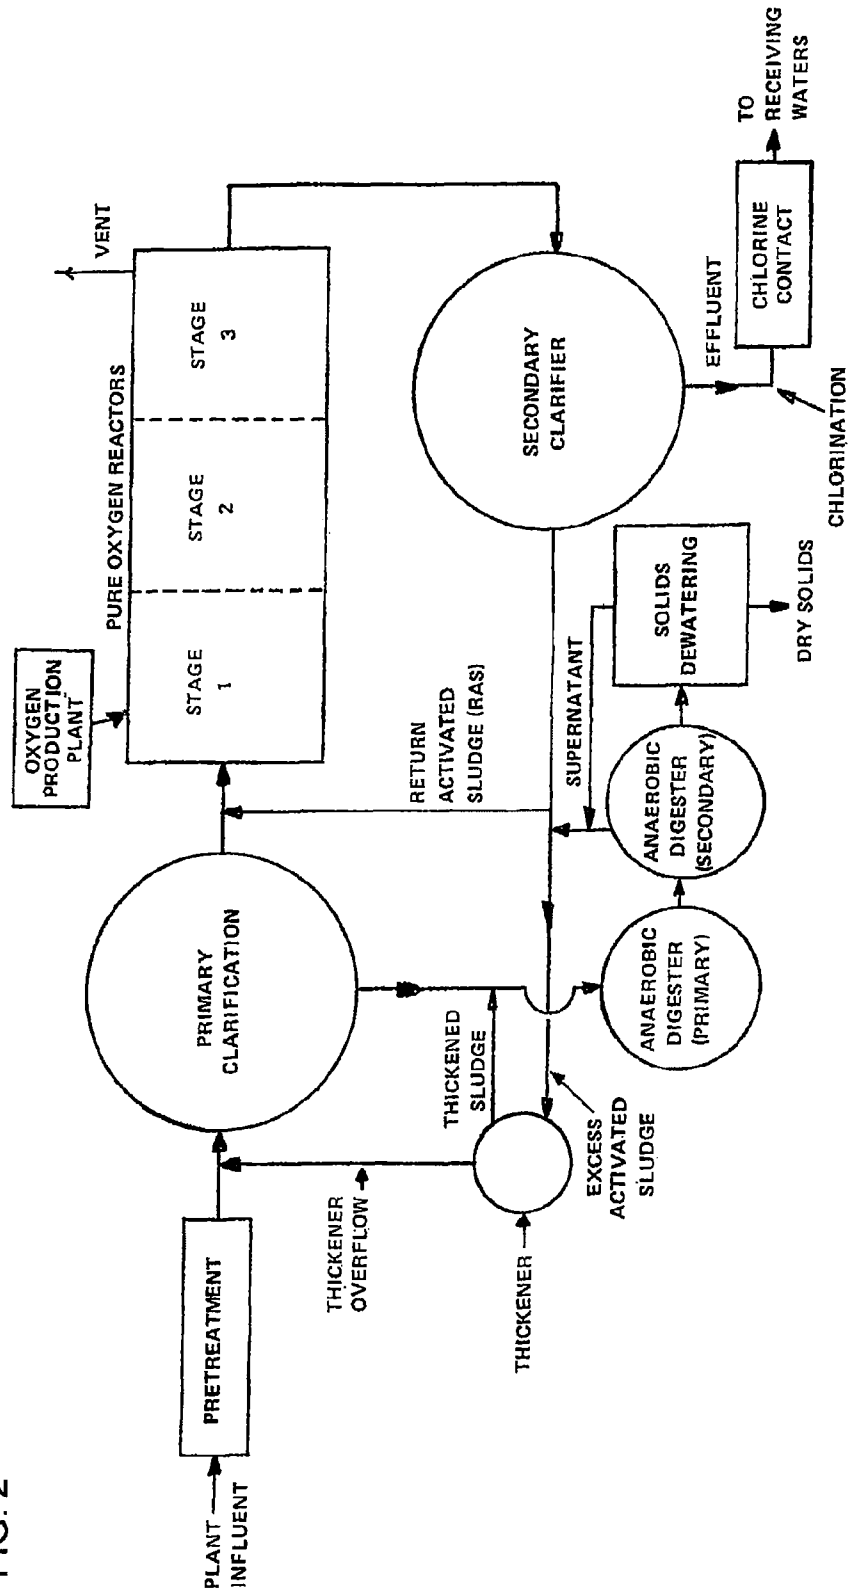 FIG. 2
PLANT
INFLUENT
PRETREATMENT
THICKENER
OVERFLOW
THICKENER
PRIMARY
CLARIFICATION
THICKENED
SLUDGE
EXCESS
ACTIVATED
SLUDGE
ANAEROBIC
DIGESTER
(PRIMARY)
OXYGEN
PRODUCTION
PLANT
PURE OXYGEN REACTORS
STAGE
1
STAGE
2
STAGE
3
VENT
RETURN
ACTIVATED
SLUDGE (RAS)
SUPERNATANT
ANAEROBIC
DIGESTER
(SECONDARY)
SOLIDS
DEWATERING
DRY SOLIDS
SECONDARY
CLARIFIER
EFFLUENT
CHLORINATION
CHLORINE
CONTACT
TO
RECEIVING
WATERS